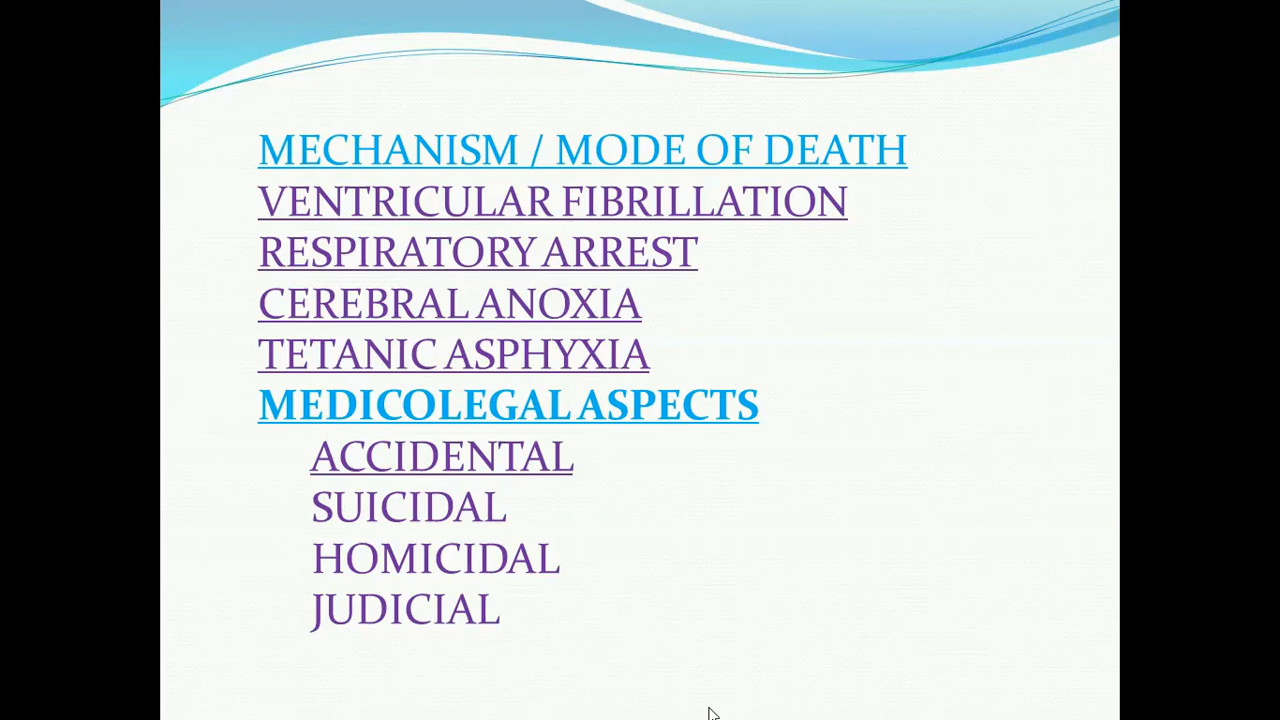 MECHANISM / MODE OF DEATH
VENTRICULAR FIBRILLATION
RESPIRATORY ARREST
CEREBRAL ANOXIA
TETANIC ASPHYXIA
MEDICOLEGAL ASPECTS
ACCIDENTAL
SUICIDAL
HOMICIDAL
JUDICIAL